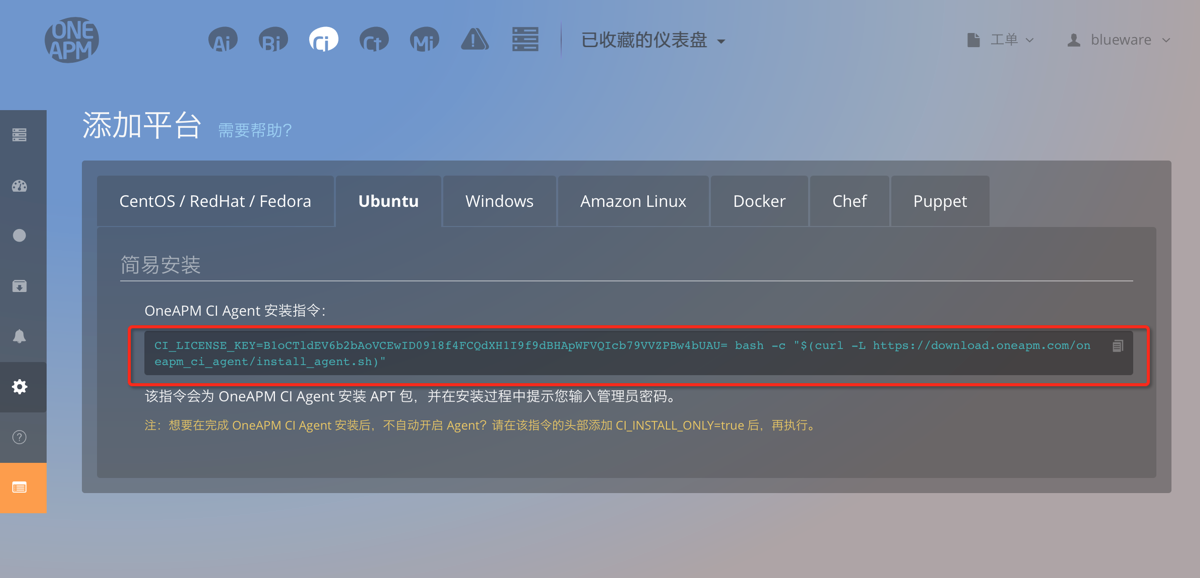 ONE
APM
Ai
Bi
Ci
Ct
Mi
已收藏的仪表盘
工单
blueware
添加平台 需要帮助?
CentOS / RedHat / Fedora
Ubuntu
Windows
Amazon Linux
Docker
Chef
Puppet
简易安装
OneAPM CI Agent 安装指令:
CI_LICENSE_KEY=BloCTldEV6b2bAoVCEwID0918f4FCQdXH1I9f9dBHApWFVQIcb79VVZPBw4bUAU= bash -c "$(curl -L https://download.oneapm.com/on
eapm_ci_agent/install_agent.sh)"
该指令会为 OneAPM CI Agent 安装 APT 包，并在安装过程中提示您输入管理员密码。
注：想要在完成 OneAPM CI Agent 安装后，不自动开启 Agent？请在该指令的头部添加 CI_INSTALL_ONLY=true 后，再执行。